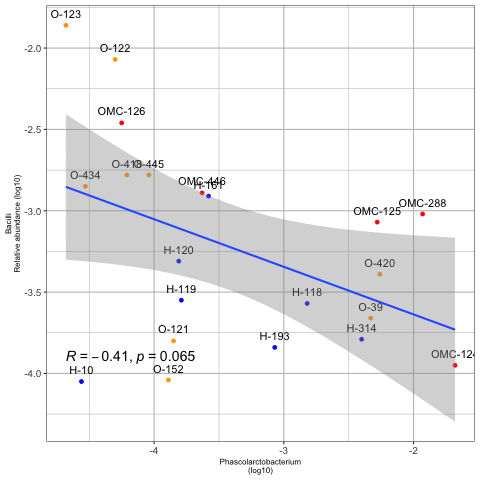 O-123
-2.0
O-122
OMC-126
-2.5
O-434
O-445
OMC-446
H-161
-3.0
OMC-288
OMC-125
H-120
O-420
-3.5
H-119
H-118
O-39
O-121
H-193
H-314
R = −0.41, p = 0.065
OMC-124
-4.0
H-10
O-152
-4
-3
-2
Phascolarctobacterium
(log10)
Bacilli
Relative abundance (log10)